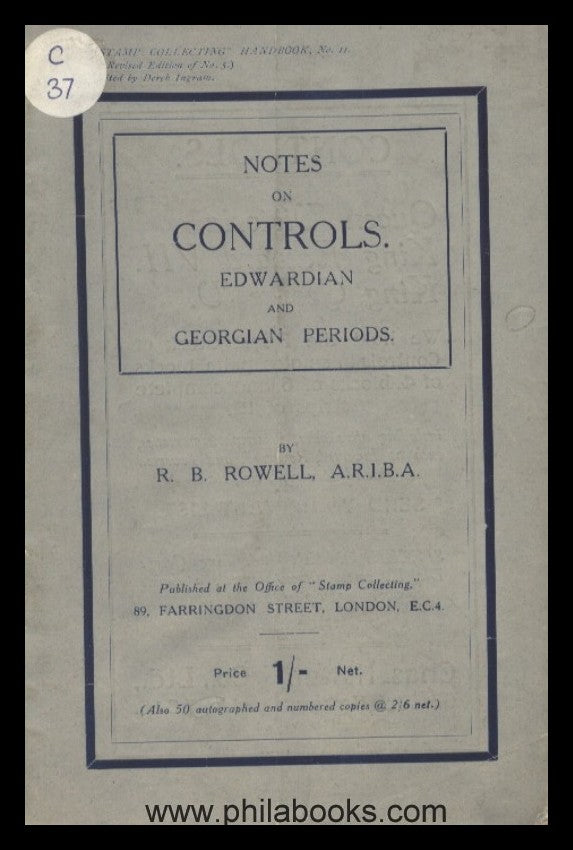 C
37
STAMP COLLECTING" HANDBOOK, No. 11.
Revised Edition of No. 5.)
by Derek Ingram.
NOTES
ON
CONTROLS.
EDWARDIAN
AND
GEORGIAN PERIODS.
BY
R. B. ROWELL, A.R.I.B.A.
Published at the Office of "Stamp Collecting,"
89, FARRINGDON STREET, LONDON, E.C.4.
Price 1/- Net.
(Also 50 autographed and numbered copies @ 2/6 net.)
www.philabooks.com